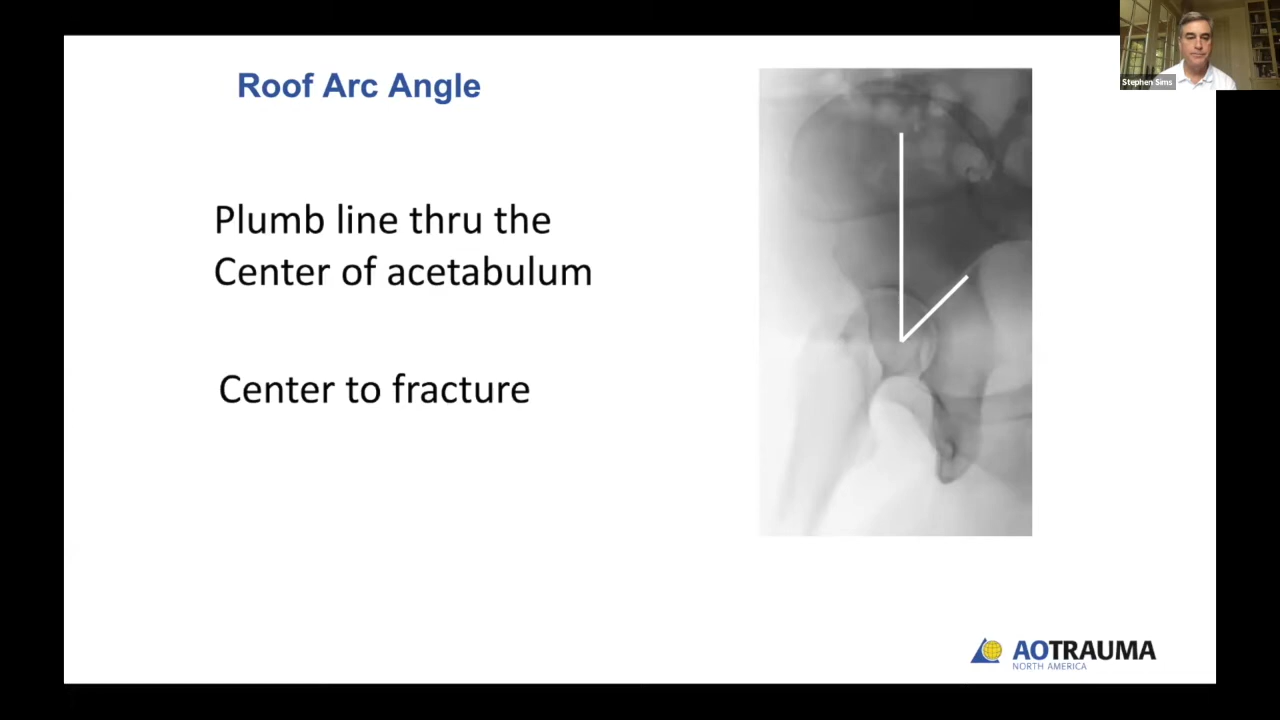 Roof Arc Angle
Stephen Sims
Plumb line thru the
Center of acetabulum
Center to fracture
AOTRAUMA
NORTH AMERICA